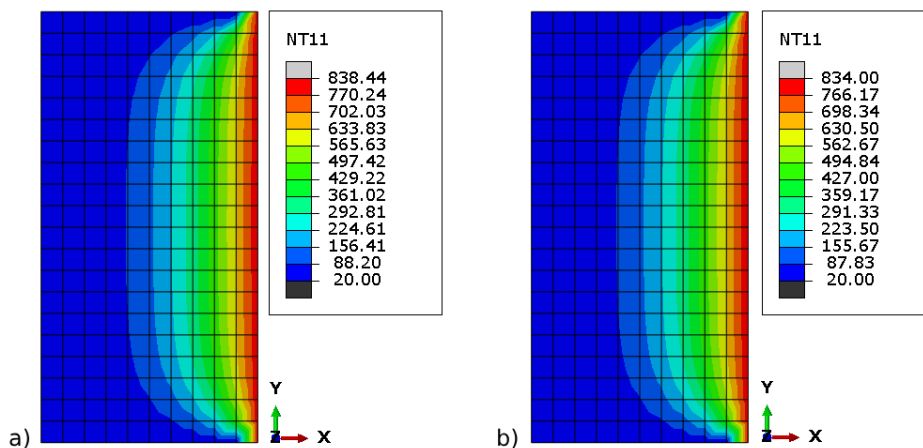 NT11
838.44
770.24
702.03
633.83
565.63
497.42
429.22
361.02
292.81
224.61
156.41
88.20
20.00
Y
Z
X
a)
NT11
834.00
766.17
698.34
630.50
562.67
494.84
427.00
359.17
291.33
223.50
155.67
87.83
20.00
Y
Z
X
b)